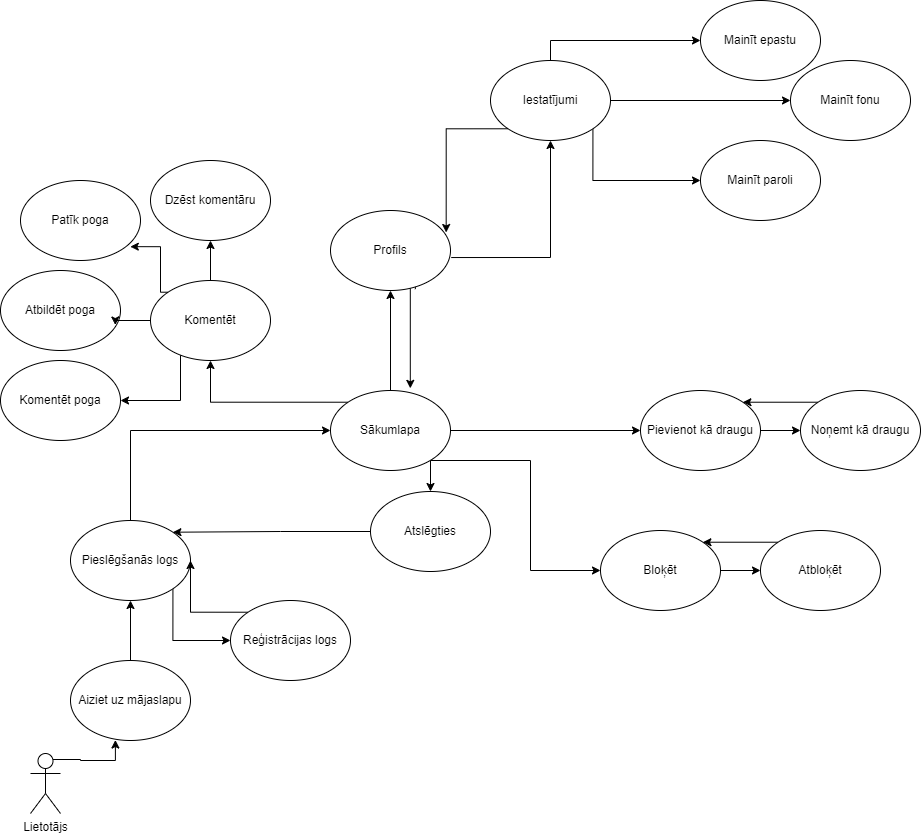 Mainīt epastu
Iestatījumi
Mainīt fonu
Mainīt paroli
Dzēst komentāru
Patīk poga
Profils
Atbildēt poga
Komentēt
Komentēt poga
Sākumlapa
Pievienot kā draugu
Noņemt kā draugu
Atslēgties
Pieslēgšanās logs
Bloķēt
Atbloķēt
Reģistrācijas logs
Aiziet uz mājaslapu
Lietotājs